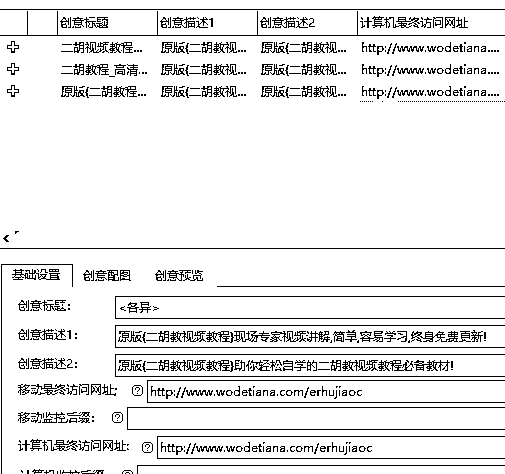 创意标题 创意描述1 创意描述2 计算机最终访问网址
二胡视频教程... 原版{二胡教视... 原版{二胡教视... http://www.wodetiana....
二胡教程_高清... 原版{二胡教视... 原版{二胡教视... http://www.wodetiana....
原版{二胡教程... 原版{二胡教视... 原版{二胡教视... http://www.wodetiana....
基础设置 创意配图 创意预览
创意标题: <各异>
创意描述1: 原版{二胡教视频教程}现场专家视频讲解,简单,容易学习,终身免费更新!
创意描述2: 原版{二胡教视频教程}助你轻松自学的二胡教视频教程必备教材!
移动最终访问网址: http://www.wodetiana.com/erhujiaoc
移动监控后缀:
计算机最终访问网址: http://www.wodetiana.com/erhujiaoc
计算机监控后缀: